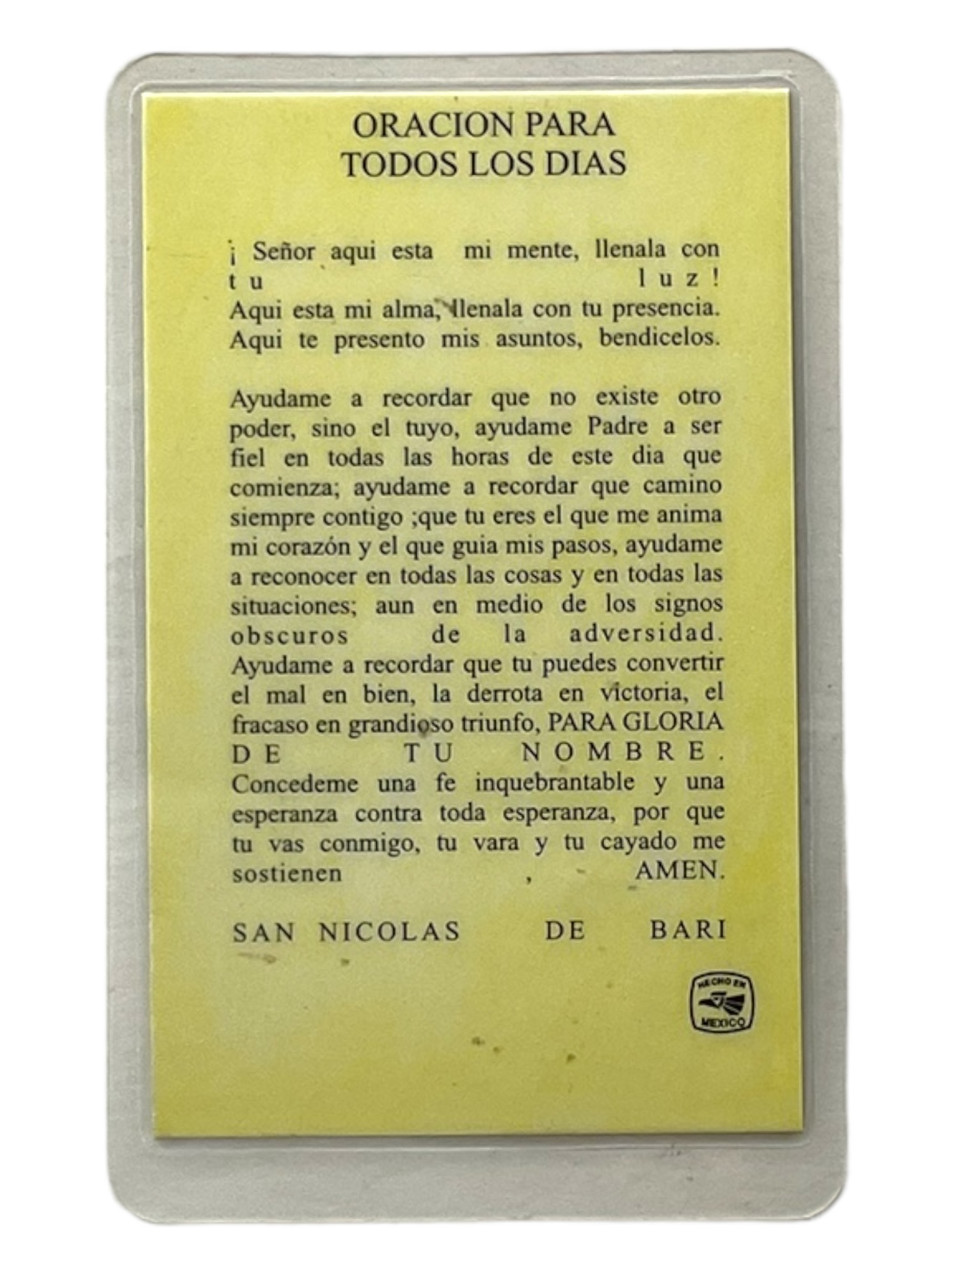 ORACION PARA
TODOS LOS DIAS
¡ Señor aqui esta mi mente, llenala con
tu luz!
Aqui esta mi alma, llenala con tu presencia.
Aqui te presento mis asuntos, bendicelos.
Ayudame a recordar que no existe otro
poder, sino el tuyo, ayudame Padre a ser
fiel en todas las horas de este dia que
comienza; ayudame a recordar que camino
siempre contigo ;que tu eres el que me anima
mi corazón y el que guia mis pasos, ayudame
a reconocer en todas las cosas y en todas las
situaciones; aun en medio de los signos
obscuros de la adversidad.
Ayudame a recordar que tu puedes convertir
el mal en bien, la derrota en victoria, el
fracaso en grandioso triunfo, PARA GLORIA
DE TU NOMBRE.
Concedeme una fe inquebrantable y una
esperanza contra toda esperanza, por que
tu vas conmigo, tu vara y tu cayado me
sostienen , AMEN.
SAN NICOLAS DE BARI
HECHO EN
MEXICO